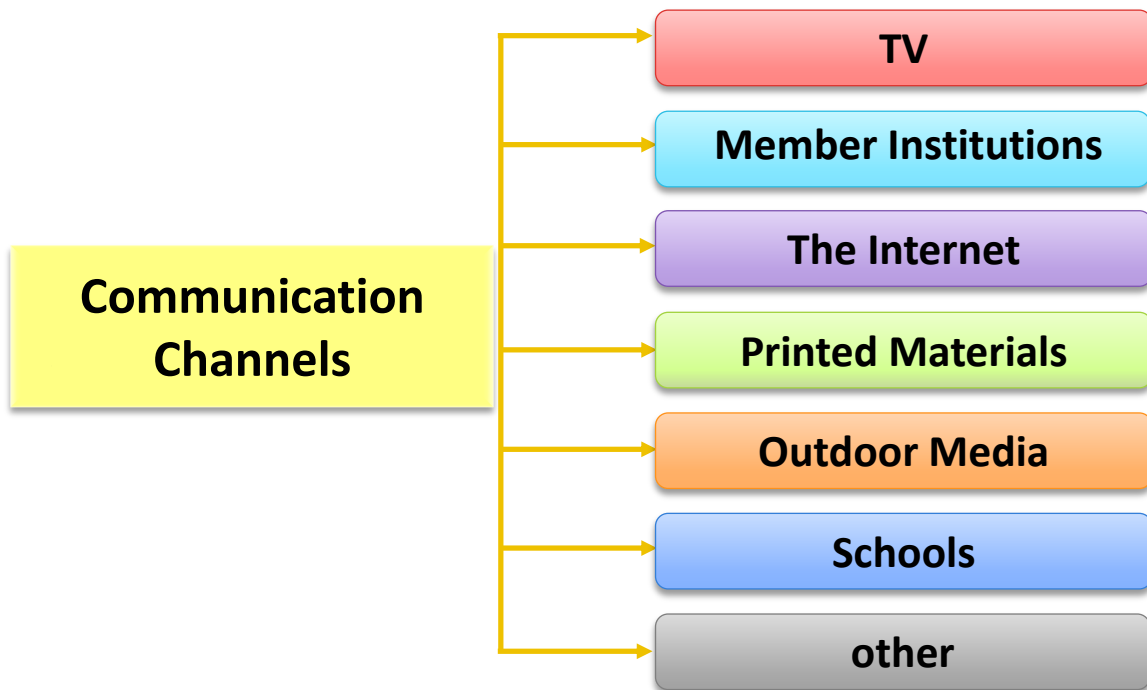 TV
Member Institutions
The Internet
Communication
Channels
Printed Materials
Outdoor Media
Schools
other